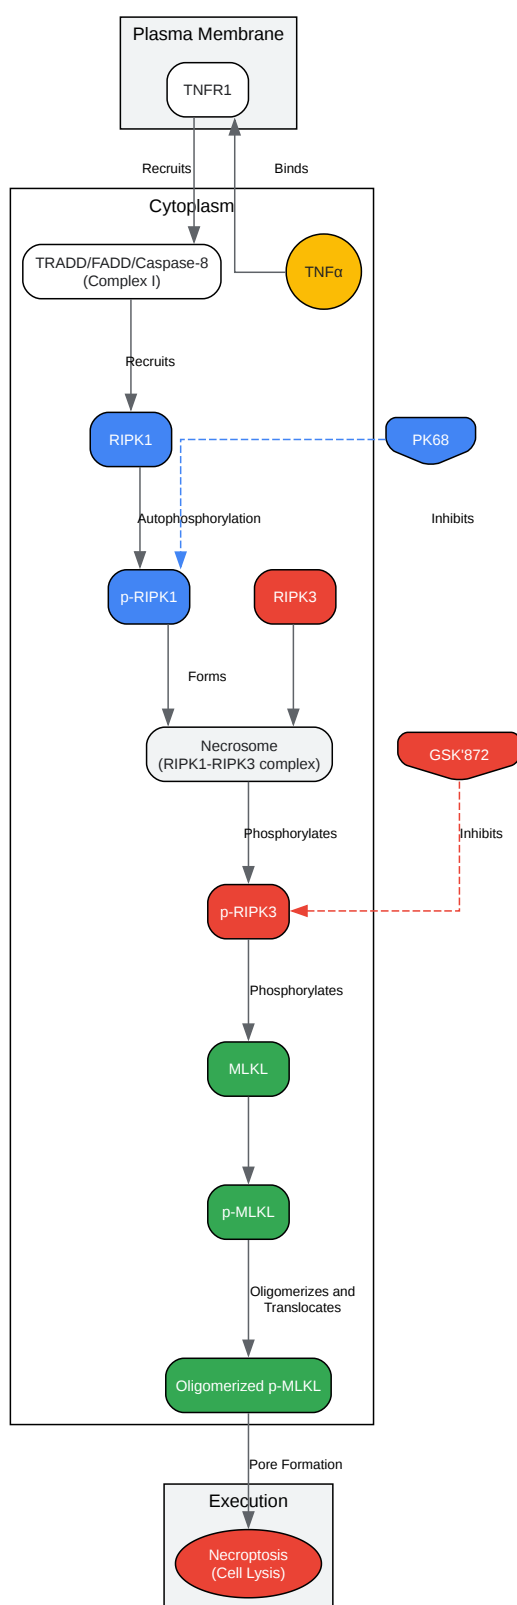 Plasma Membrane
TNFR1
Recruits
Binds
Cytoplasm
TRADD/FADD/Caspase-8
(Complex I)
TNFα
Recruits
RIPK1
PK68
Autophosphorylation
Inhibits
p-RIPK1
RIPK3
Forms
Necrosome
(RIPK1-RIPK3 complex)
GSK'872
Phosphorylates
Inhibits
p-RIPK3
Phosphorylates
MLKL
p-MLKL
Oligomerizes and
Translocates
Oligomerized p-MLKL
Pore Formation
Execution
Necroptosis
(Cell Lysis)